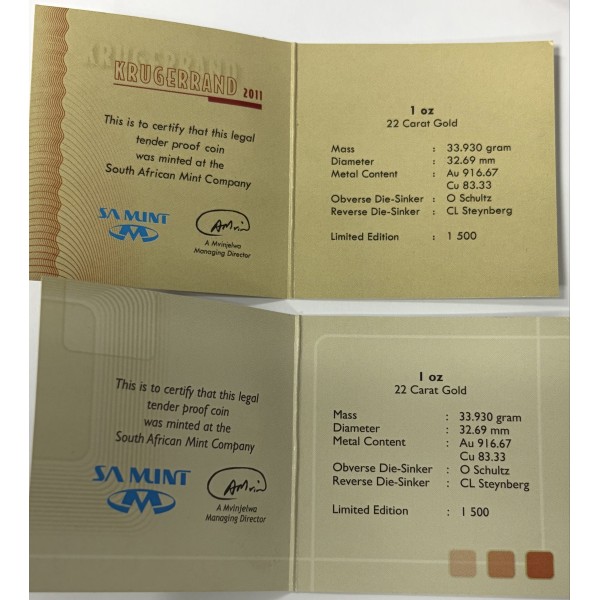 KRUGERRAND
KRUGERRAND 2011
This is to certify that this legal
tender proof coin
was minted at the
South African Mint Company
SA MINT
A Mvinjelwa
Managing Director
1 oz
22 Carat Gold
Mass : 33.930 gram
Diameter : 32.69 mm
Metal Content : Au 916.67
Cu 83.33
Obverse Die-Sinker : O Schultz
Reverse Die-Sinker : CL Steynberg
Limited Edition : 1 500
This is to certify that this legal
tender proof coin
was minted at the
South African Mint Company
SA MINT
A Mvinjelwa
Managing Director
1 oz
22 Carat Gold
Mass : 33.930 gram
Diameter : 32.69 mm
Metal Content : Au 916.67
Cu 83.33
Obverse Die-Sinker : O Schultz
Reverse Die-Sinker : CL Steynberg
Limited Edition : 1 500